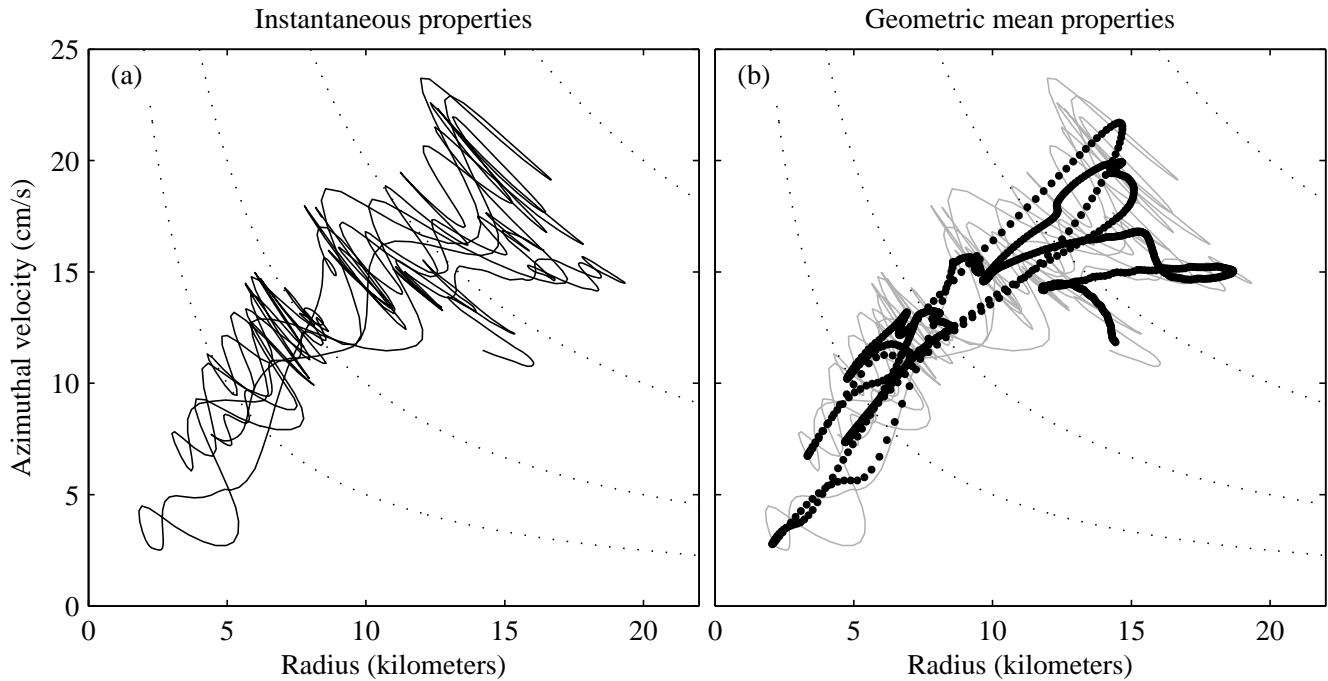 Instantaneous properties
Geometric mean properties
(a)
(b)
25
20
15
10
5
0
Azimuthal velocity (cm/s)
0 5 10 15 20
0 5 10 15 20
Radius (kilometers)
Radius (kilometers)